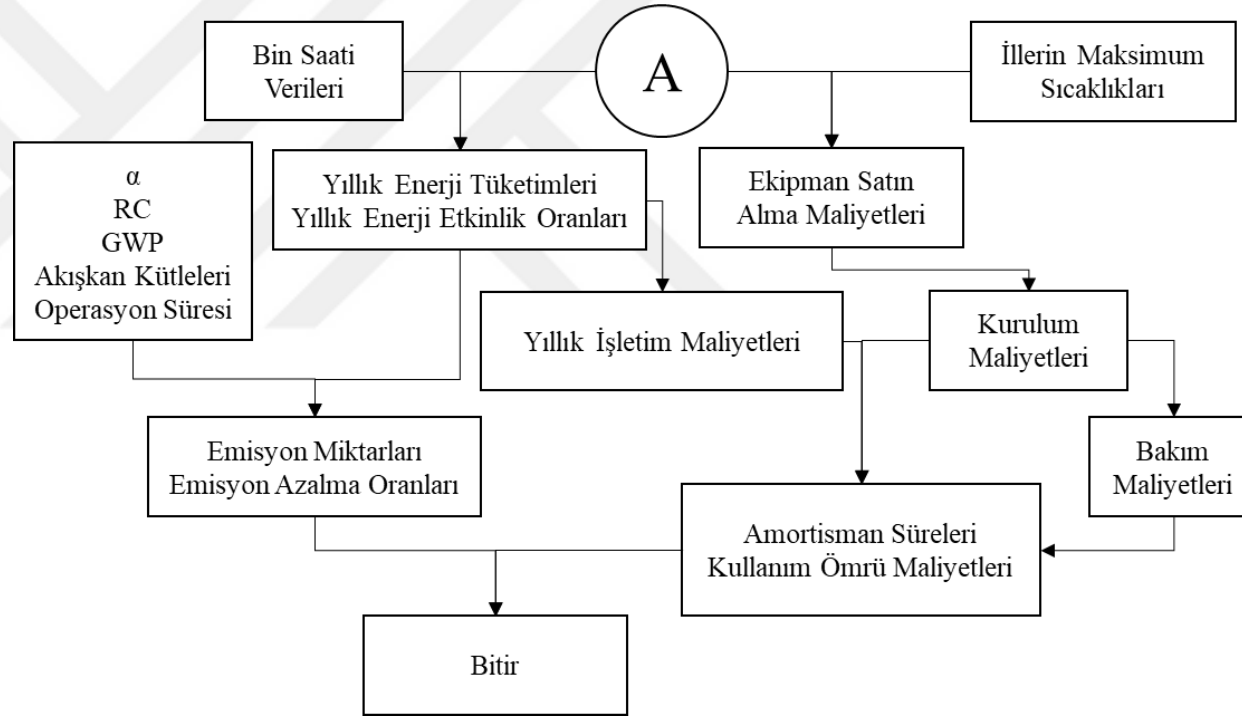 Bin Saati
Verileri
A
İllerin Maksimum
Sıcaklıkları
α
RC
GWP
Akışkan Kütleleri
Operasyon Süresi
Yıllık Enerji Tüketimleri
Yıllık Enerji Etkinlik Oranları
Ekipman Satın
Alma Maliyetleri
Yıllık İşletim Maliyetleri
Kurulum
Maliyetleri
Emisyon Miktarları
Emisyon Azalma Oranları
Bakım
Maliyetleri
Amortisman Süreleri
Kullanım Ömrü Maliyetleri
Bitir